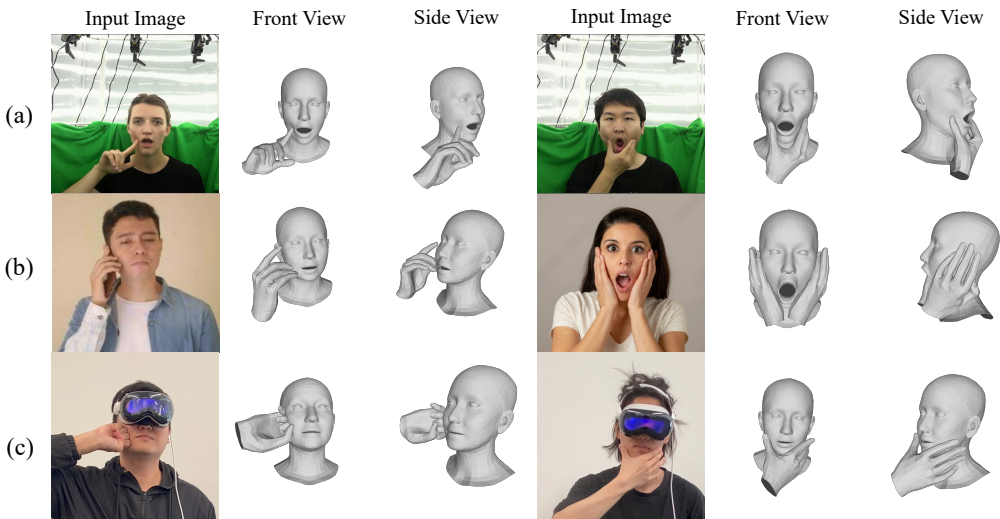 Input Image Front View Side View Input Image Front View Side View
(a)
(b)
(c)